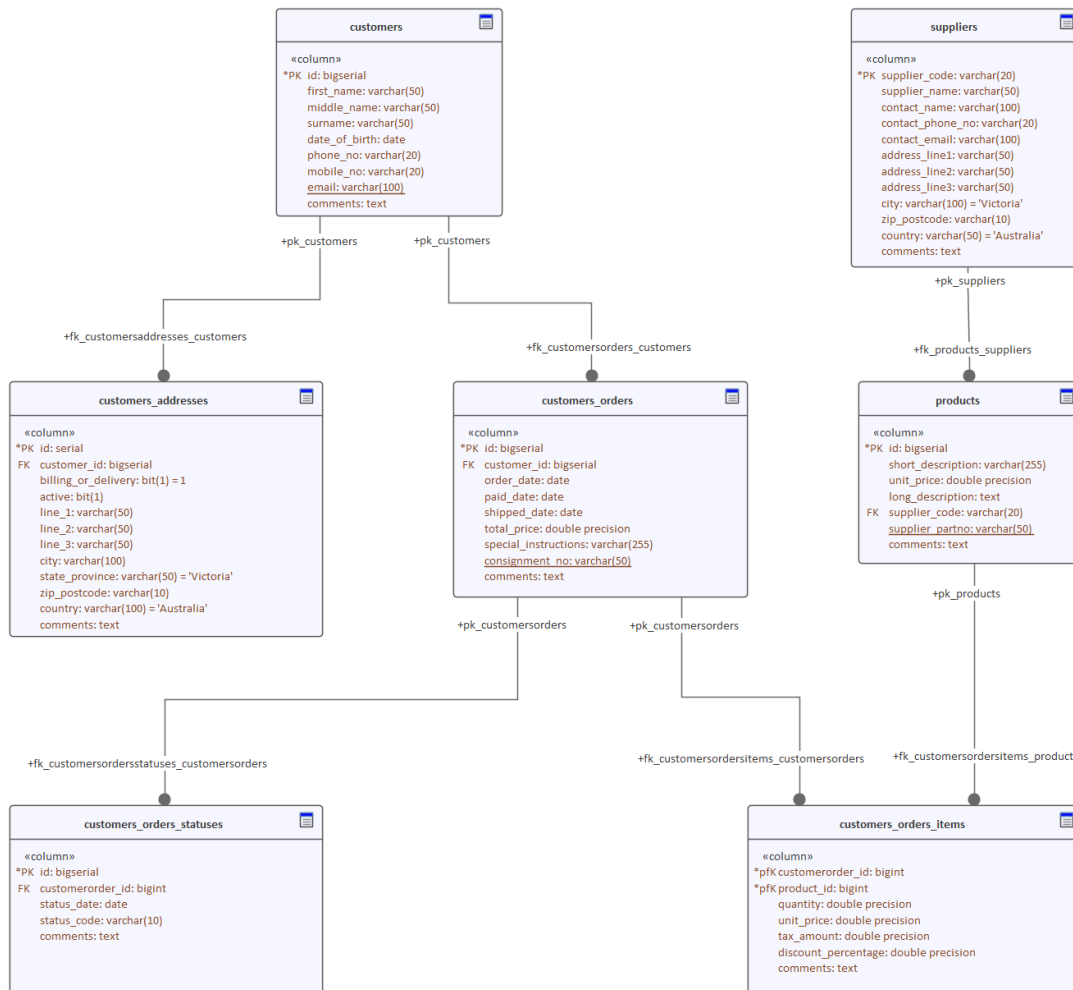 customers
«column»
*PK id: bigserial
first_name: varchar(50)
middle_name: varchar(50)
surname: varchar(50)
date_of_birth: date
phone_no: varchar(20)
mobile_no: varchar(20)
email: varchar(100)
comments: text
suppliers
«column»
*PK supplier_code: varchar(20)
supplier_name: varchar(50)
contact_name: varchar(100)
contact_phone_no: varchar(20)
contact_email: varchar(100)
address_line1: varchar(50)
address_line2: varchar(50)
address_line3: varchar(50)
city: varchar(100) = 'Victoria'
zip_postcode: varchar(10)
country: varchar(50) = 'Australia'
comments: text
+pk_customers
+pk_customers
+pk_suppliers
+fk_customersaddresses_customers
+fk_customersorders_customers
+fk_products_suppliers
customers_addresses
«column»
*PK id: serial
FK customer_id: bigserial
billing_or_delivery: bit(1) = 1
active: bit(1)
line_1: varchar(50)
line_2: varchar(50)
line_3: varchar(50)
city: varchar(100)
state_province: varchar(50) = 'Victoria'
zip_postcode: varchar(10)
country: varchar(100) = 'Australia'
comments: text
customers_orders
«column»
*PK id: bigserial
FK customer_id: bigserial
order_date: date
paid_date: date
shipped_date: date
total_price: double precision
special_instructions: varchar(255)
consignment_no: varchar(50)
comments: text
products
«column»
*PK id: bigserial
short_description: varchar(255)
unit_price: double precision
long_description: text
FK supplier_code: varchar(20)
supplier_partno: varchar(50)
comments: text
+pk_customersorders
+pk_customersorders
+pk_products
+fk_customersordersstatuses_customersorders
+fk_customersordersitems_customersorders
+fk_customersordersitems_product
customers_orders_statuses
«column»
*PK id: bigserial
FK customerorder_id: bigint
status_date: date
status_code: varchar(10)
comments: text
customers_orders_items
«column»
*pfK customerorder_id: bigint
*pfK product_id: bigint
quantity: double precision
unit_price: double precision
tax_amount: double precision
discount_percentage: double precision
comments: text